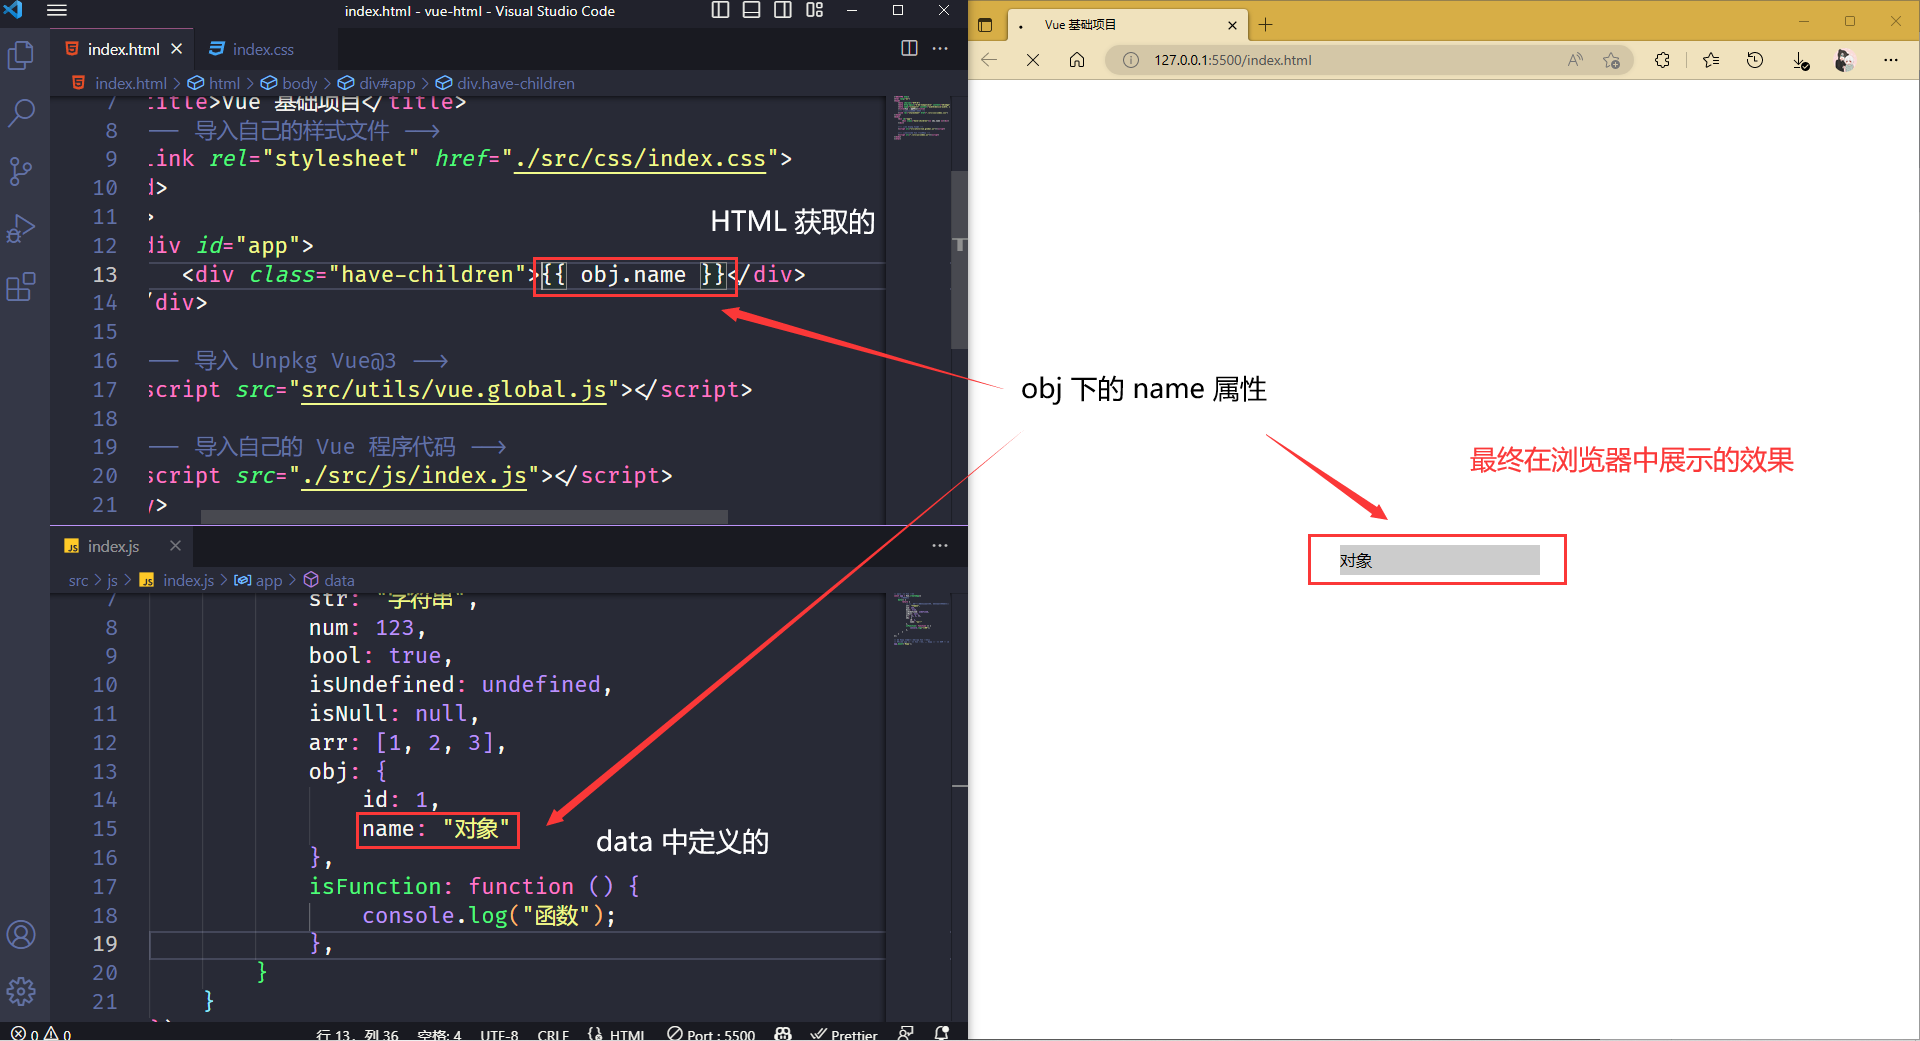 index.html - vue-html - Visual Studio Code
index.html
index.css
index.html > html > body > div#app > div.have-children
7 title>Vue 基础项目</title>
8 -- 导入自己的样式文件 -->
9 link rel="stylesheet" href="./src/css/index.css">
10 d>
11 >
12 div id="app">
13 <div class="have-children">{{ obj.name }}</div>
14 /div>
15
16 -- 导入 Unpkg Vue@3 -->
17 script src="src/utils/vue.global.js"></script>
18
19 -- 导入自己的 Vue 程序代码 -->
20 script src="./src/js/index.js"></script>
21 y>
HTML 获取的
index.js
src > js > index.js > app > data
7 str: "字符串",
8 num: 123,
9 bool: true,
10 isUndefined: undefined,
11 isNull: null,
12 arr: [1, 2, 3],
13 obj: {
14 id: 1,
15 name: "对象"
16 },
17 isFunction: function () {
18 console.log("函数");
19 },
20 }
21 }
data 中定义的
0 0 行 13, 列 36 空格: 4 UTF-8 CRLF HTML Port : 5500 Prettier
Vue 基础项目
127.0.0.1:5500/index.html
obj 下的 name 属性
最终在浏览器中展示的效果
对象